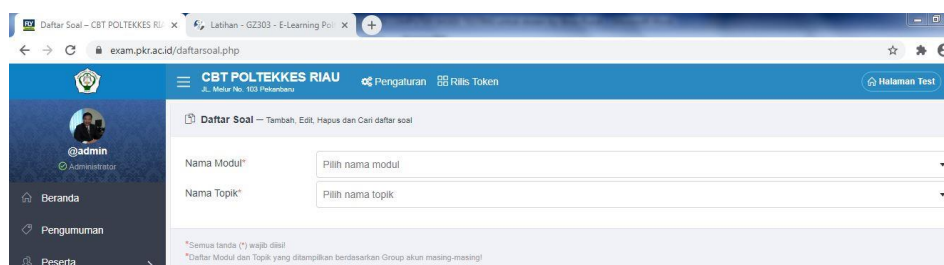 Daftar Soal – CBT POLTEKKES RI
Latihan - GZ303 - E-Learning Pol
exam.pkr.ac.id/daftarsoal.php
CBT POLTEKKES RIAU
JL. Melur No. 103 Pekanbaru
Pengaturan
Rilis Token
Halaman Test
Daftar Soal — Tambah, Edit, Hapus dan Cari daftar soal
@admin
Administrator
Nama Modul*
Pilih nama modul
Nama Topik*
Pilih nama topik
Beranda
Pengumuman
Peserta
*Semua tanda (*) wajib diisi!
*Daftar Modul dan Topik yang ditampilkan berdasarkan Group akun masing-masing!